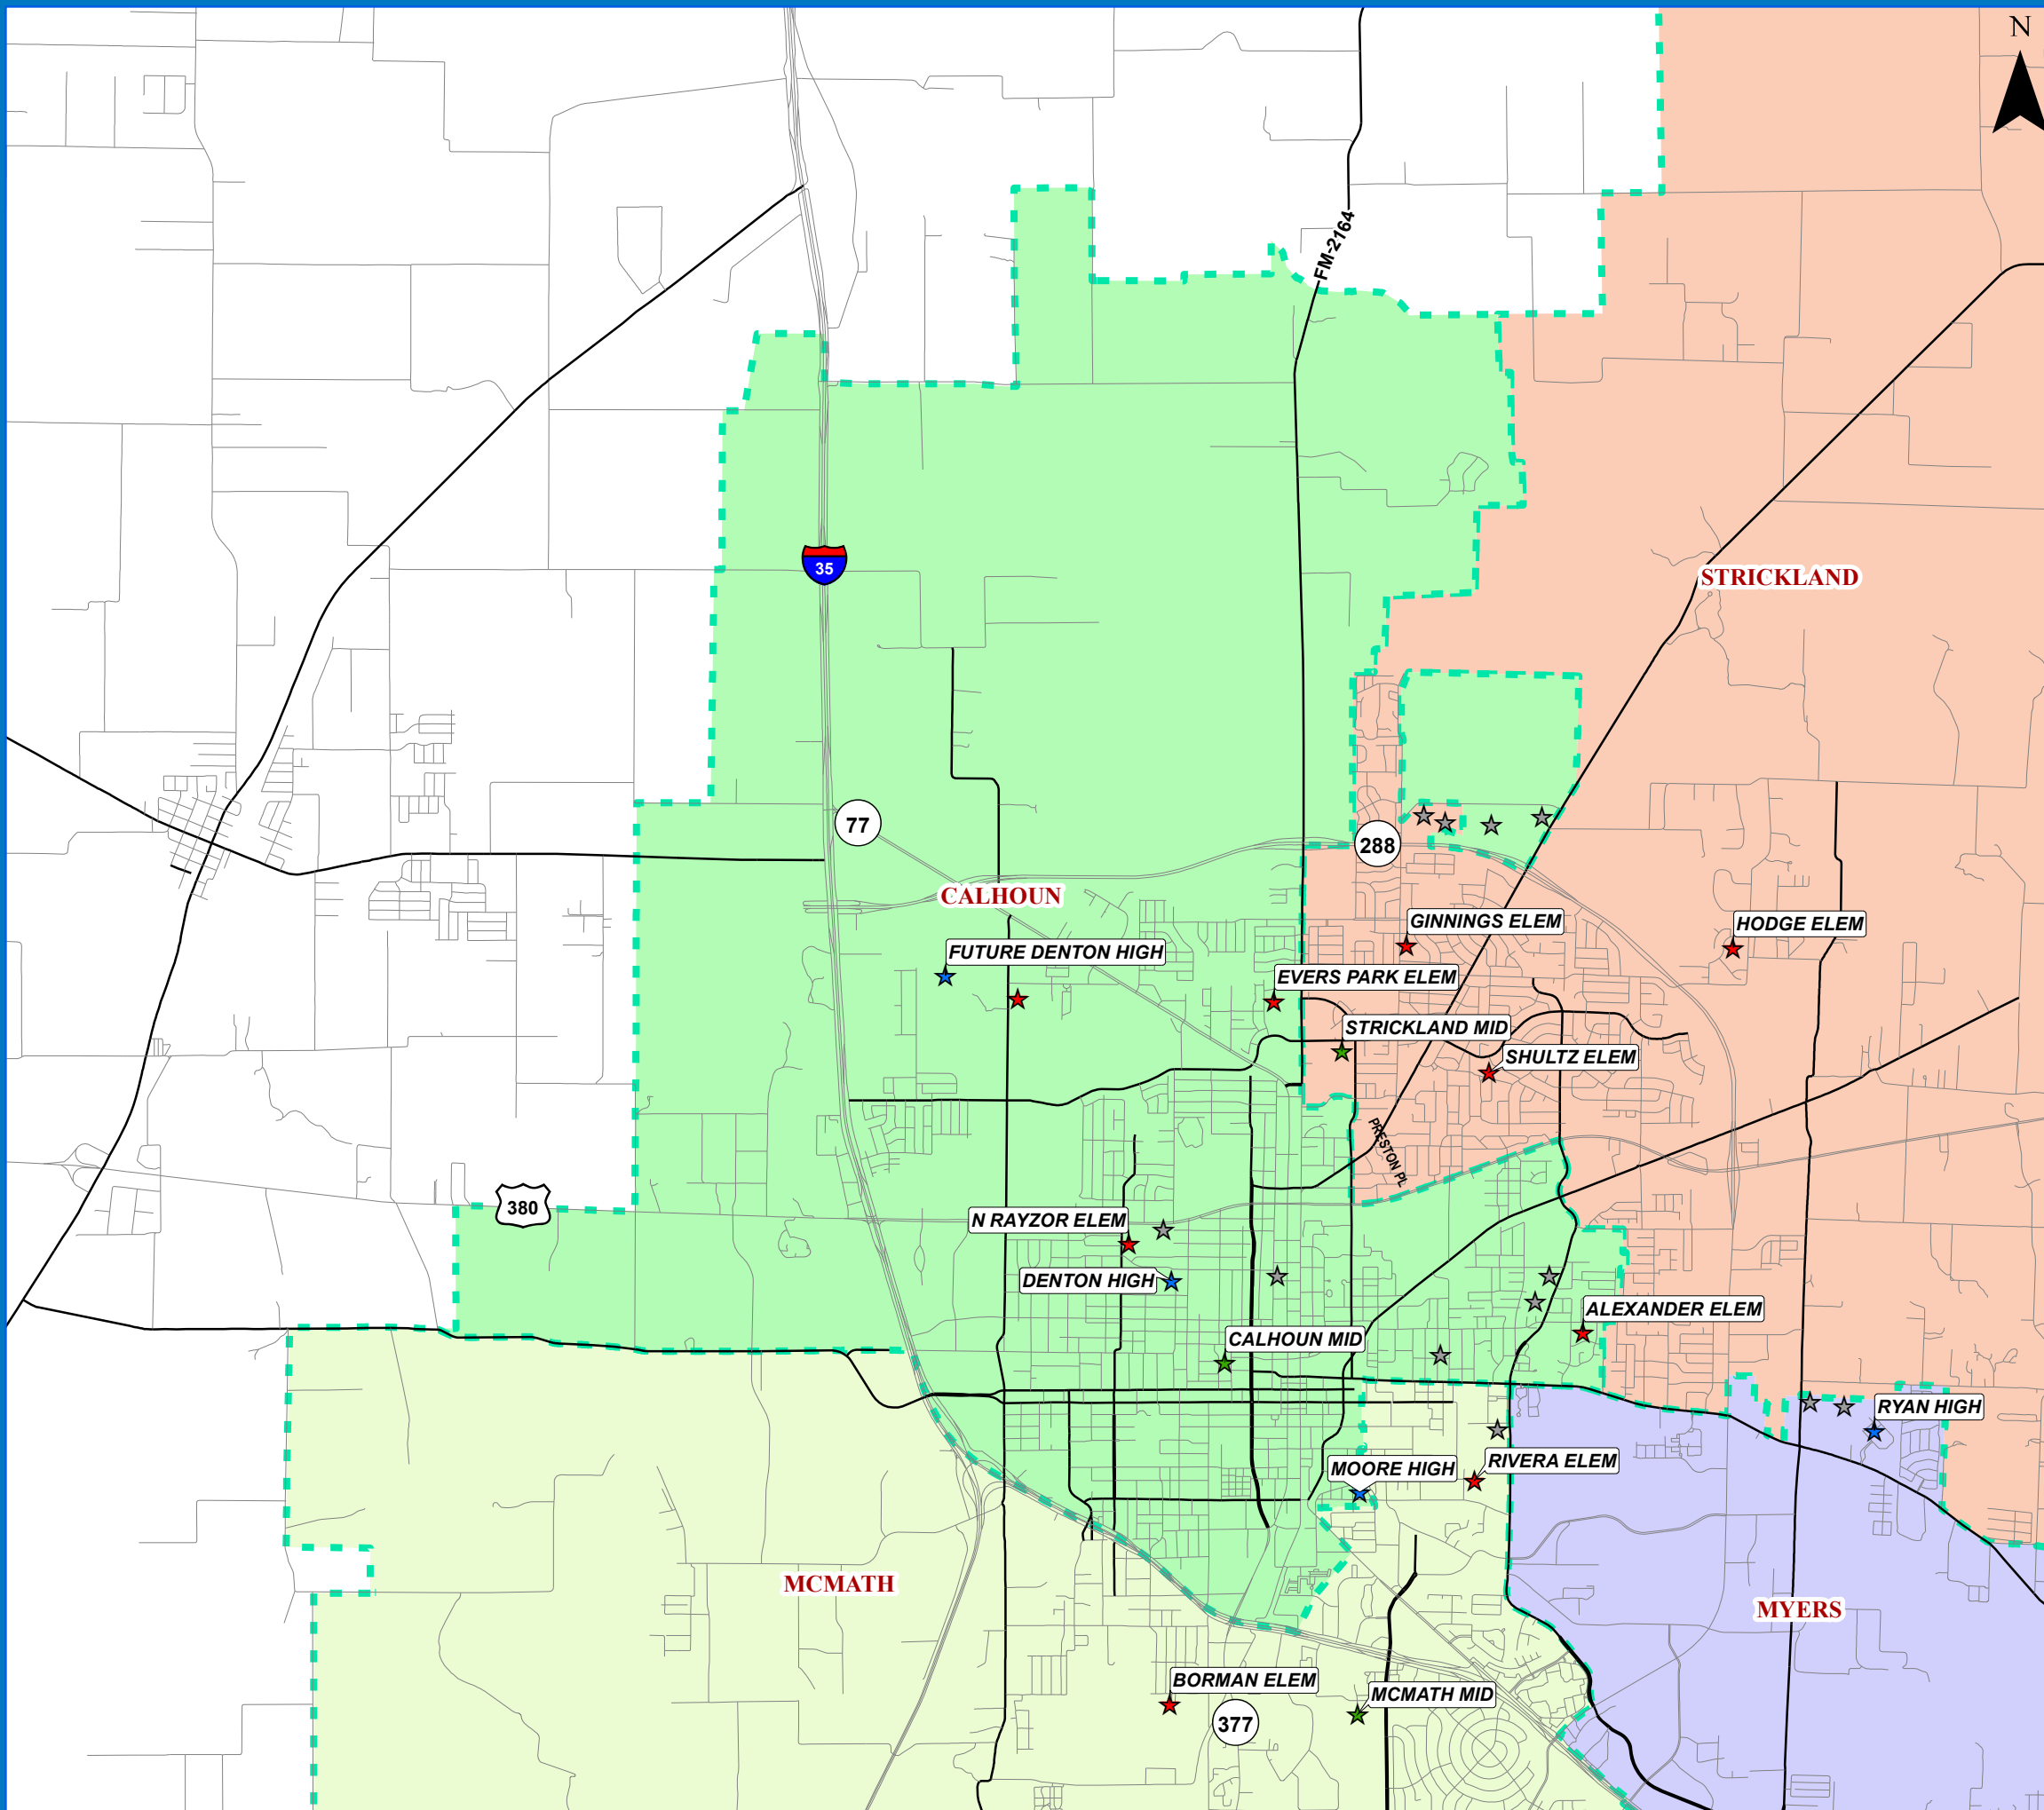 N
FM-2164
35
STRICKLAND
77
288
CALHOUN
GINNINGS ELEM
HODGE ELEM
FUTURE DENTON HIGH
EVERS PARK ELEM
STRICKLAND MID
SHULTZ ELEM
PRESTON PL
380
N RAYZOR ELEM
DENTON HIGH
ALEXANDER ELEM
CALHOUN MID
RYAN HIGH
RIVERA ELEM
MOORE HIGH
MCMATH
MYERS
BORMAN ELEM
MCMATH MID
377